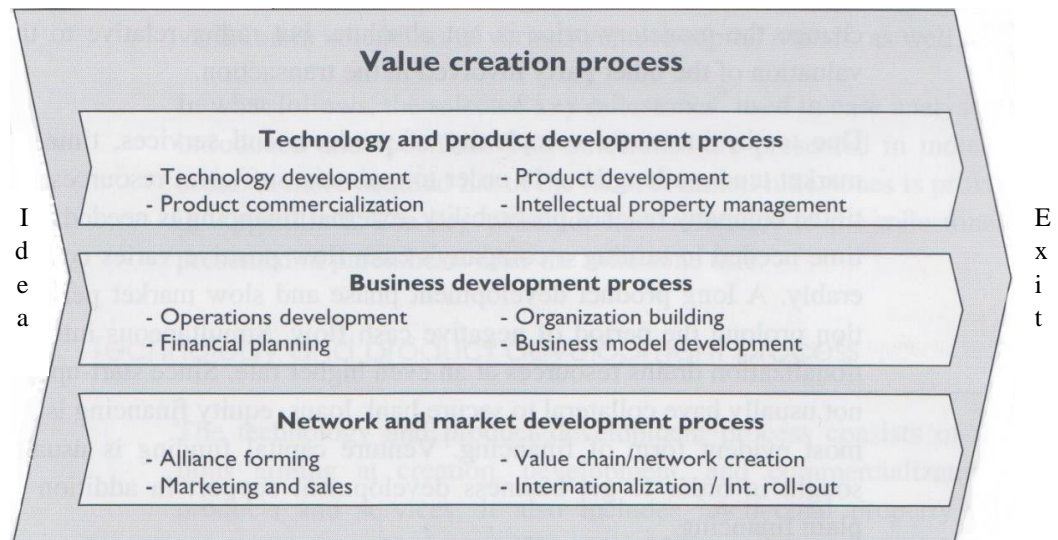 Value creation process
Technology and product development process
- Technology development - Product development
- Product commercialization - Intellectual property management
Business development process
- Operations development - Organization building
- Financial planning - Business model development
Network and market development process
- Alliance forming - Value chain/network creation
- Marketing and sales - Internationalization / Int. roll-out
Idea
Exit